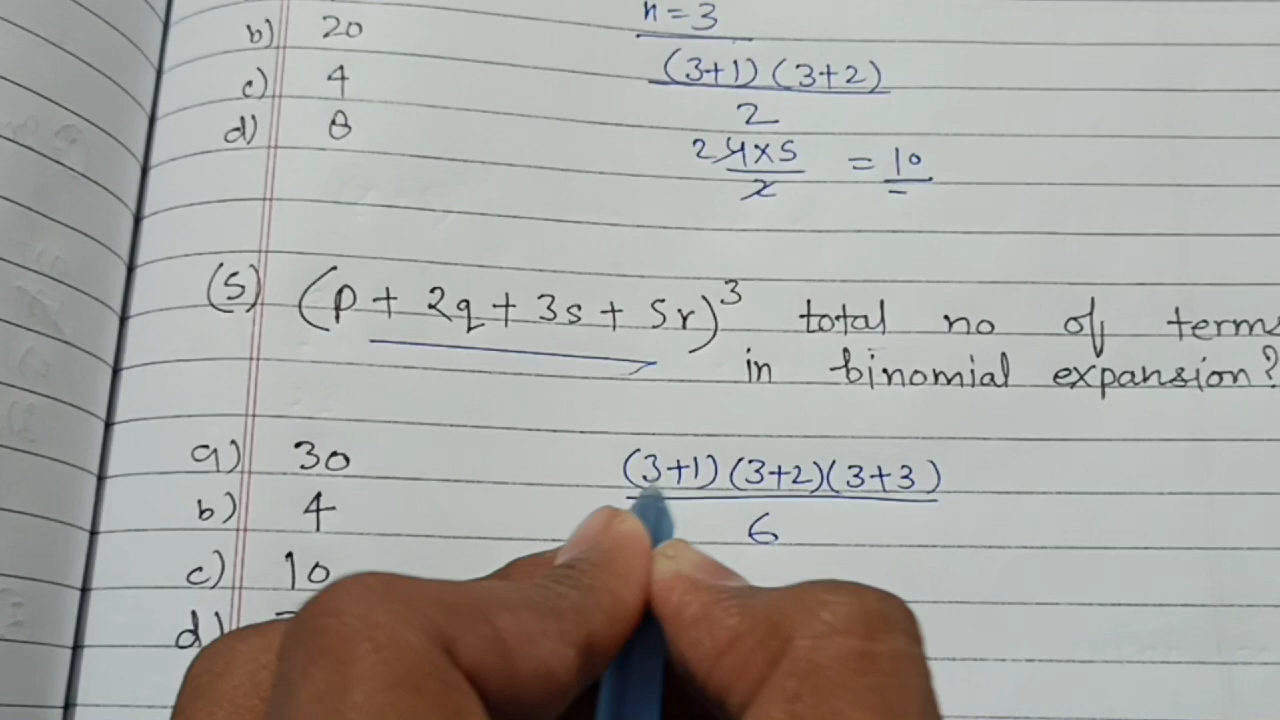 n = 3
b) 20
(3+1) (3+2)
2
c) 4
d) 8
2 4 x 5 = 10
2
(5) (p + 2q + 3s + 5r)³ total no of terms
in binomial expansion?
a) 30
(3+1) (3+2)(3+3)
6
b) 4
c) 10
d)